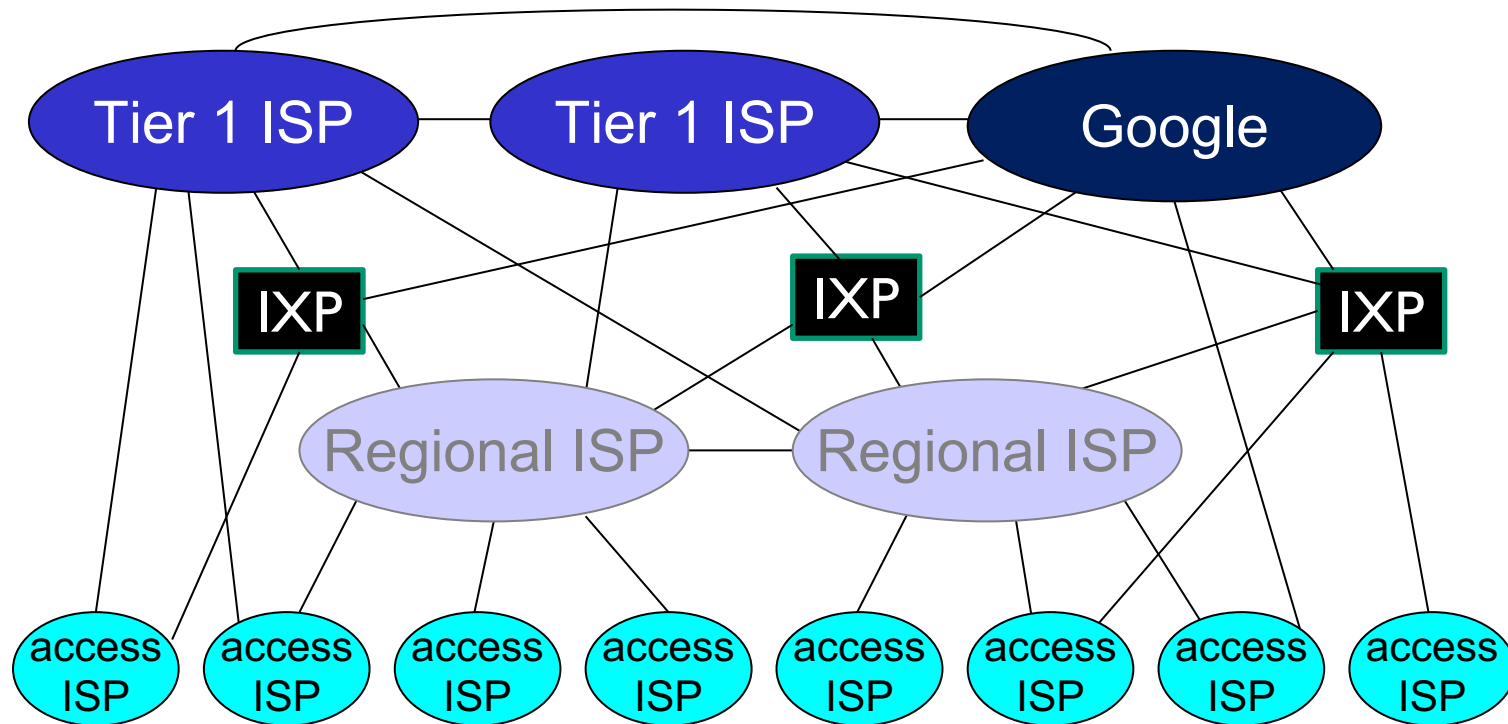 Tier 1 ISP
Tier 1 ISP
Google
IXP
IXP
IXP
Regional ISP
Regional ISP
access
ISP
access
ISP
access
ISP
access
ISP
access
ISP
access
ISP
access
ISP
access
ISP